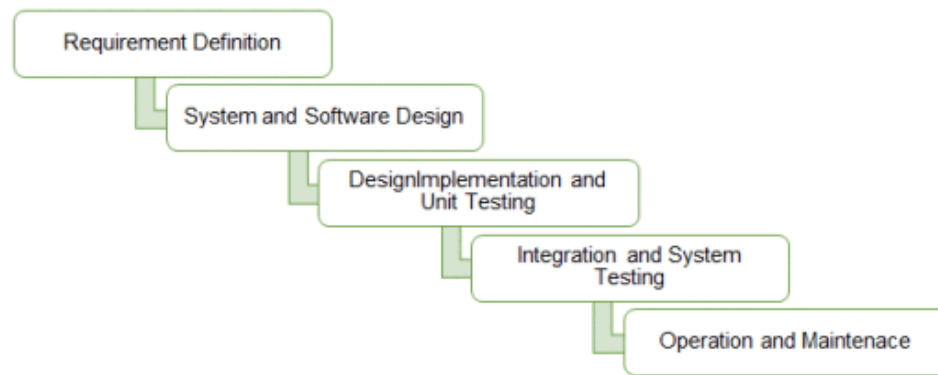 Requirement Definition
System and Software Design
DesignImplementation and
Unit Testing
Integration and System
Testing
Operation and Maintenace